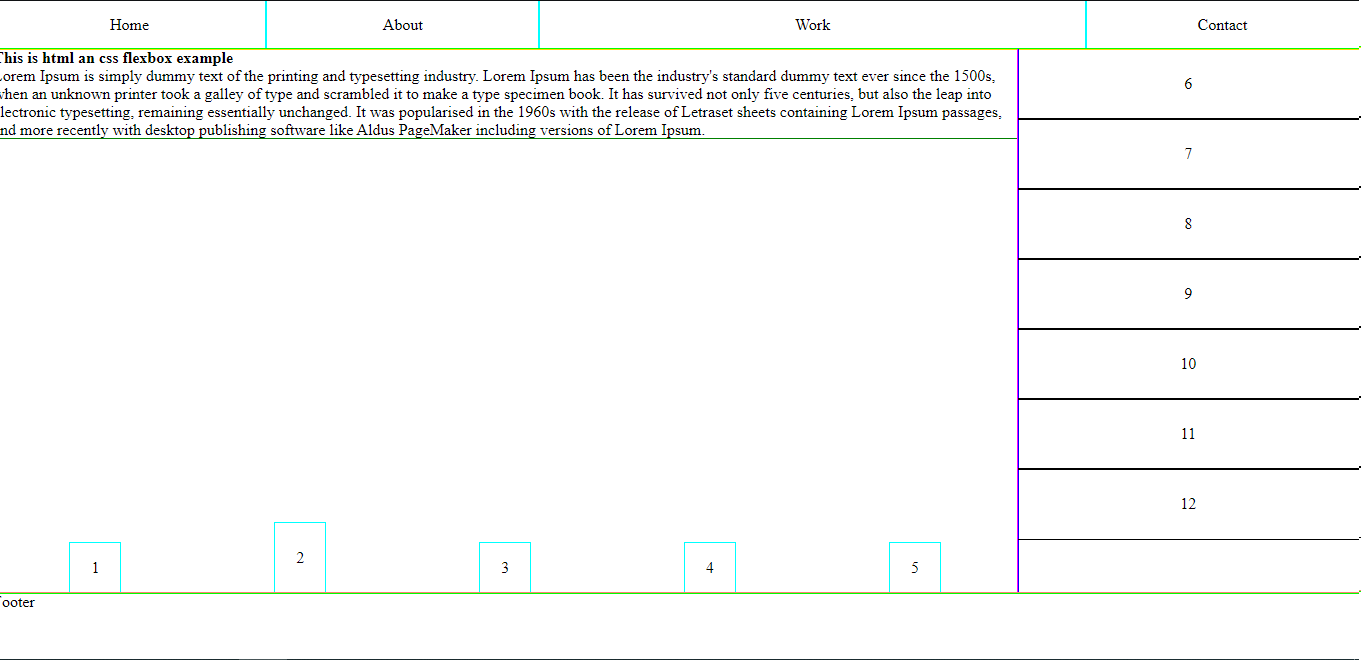 Home
About
Work
Contact
This is html an css flexbox example
Lorem Ipsum is simply dummy text of the printing and typesetting industry. Lorem Ipsum has been the industry's standard dummy text ever since the 1500s,
when an unknown printer took a galley of type and scrambled it to make a type specimen book. It has survived not only five centuries, but also the leap into
lectronic typesetting, remaining essentially unchanged. It was popularised in the 1960s with the release of Letraset sheets containing Lorem Ipsum passages,
nd more recently with desktop publishing software like Aldus PageMaker including versions of Lorem Ipsum.
6
7
8
9
10
11
12
1
2
3
4
5
ooter